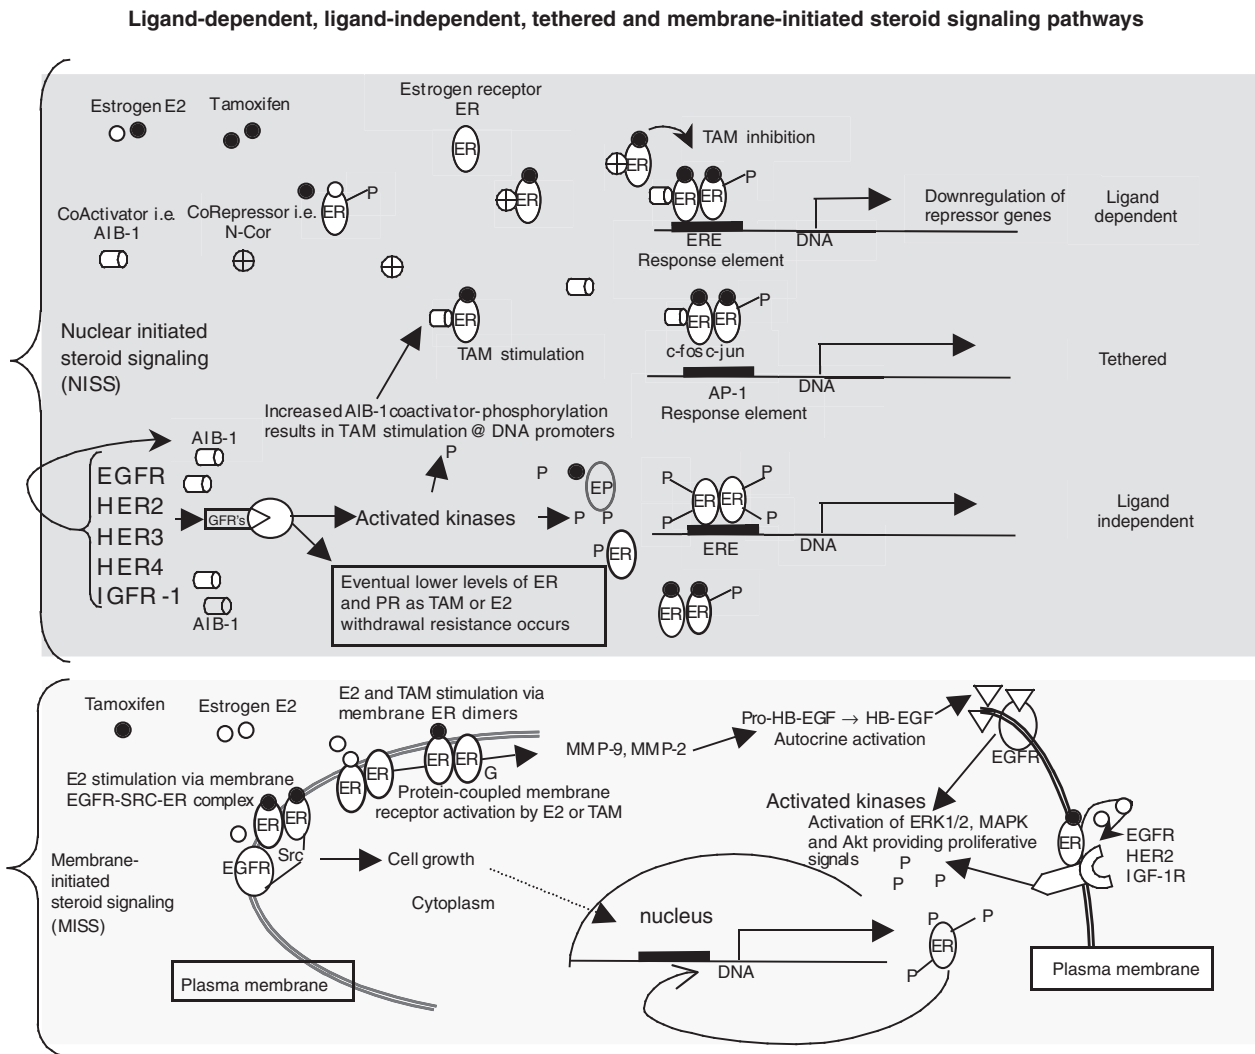 Ligand-dependent, ligand-independent, tethered and membrane-initiated steroid signaling pathways
Estrogen E2
Tamoxifen
Estrogen receptor
ER
ER
ER
TAM inhibition
ER
P
ER
CoActivator i.e.
AIB-1
CoRepressor i.e.
N-Cor
ER
ER
P
ERE
Response element
DNA
Downregulation of
repressor genes
Ligand
dependent
Nuclear initiated
steroid signaling
(NISS)
ER
TAM stimulation
ER
ER
P
c-fos c-jun
AP-1
Response element
DNA
Tethered
Increased AIB-1 coactivator-phosphorylation
results in TAM stimulation @ DNA promoters
P
AIB-1
EGFR
HER2
HER3
HER4
IGFR -1
AIB-1
GFR's
Activated kinases
P
EP
P
P
P
ER
Eventual lower levels of ER
and PR as TAM or E2
withdrawal resistance occurs
P
P
ER
ER
P
P
ERE
DNA
Ligand
independent
ER
ER
P
Tamoxifen
Estrogen E2
E2 and TAM stimulation via
membrane ER dimers
ER
ER
ER
ER
G
Protein-coupled membrane
receptor activation by E2 or TAM
MMP-9, MMP-2
Pro-HB-EGF → HB-EGF
Autocrine activation
EGFR
E2 stimulation via membrane
EGFR-SRC-ER complex
ER
ER
Src
EGFR
Membrane-
initiated
steroid signaling
(MISS)
Cell growth
Cytoplasm
Activated kinases
Activation of ERK1/2, MAPK
and Akt providing proliferative
signals
P
P
P
ER
EGFR
HER2
IGF-1R
nucleus
DNA
P
P
ER
P
Plasma membrane
Plasma membrane